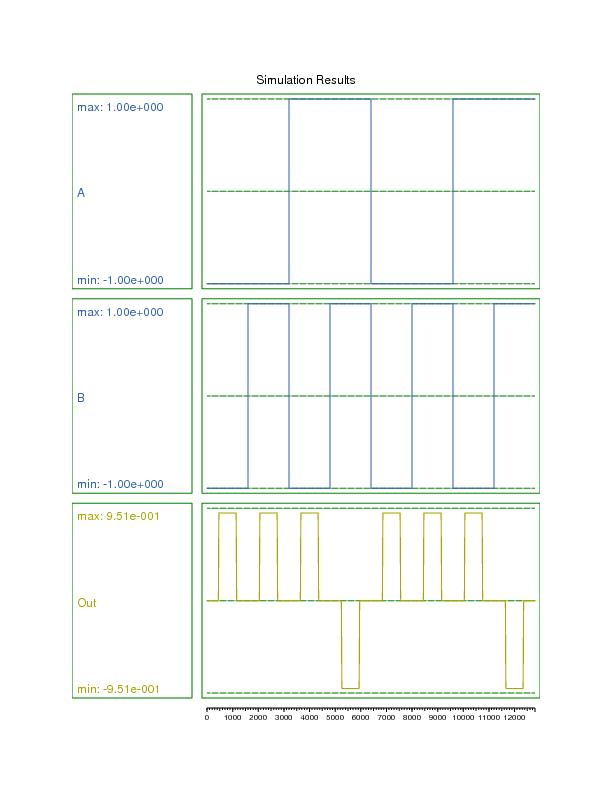 Simulation Results
max: 1.00e+000
A
min: -1.00e+000
max: 1.00e+000
B
min: -1.00e+000
max: 9.51e-001
Out
min: -9.51e-001
0 1000 2000 3000 4000 5000 6000 7000 8000 9000 10000 11000 12000